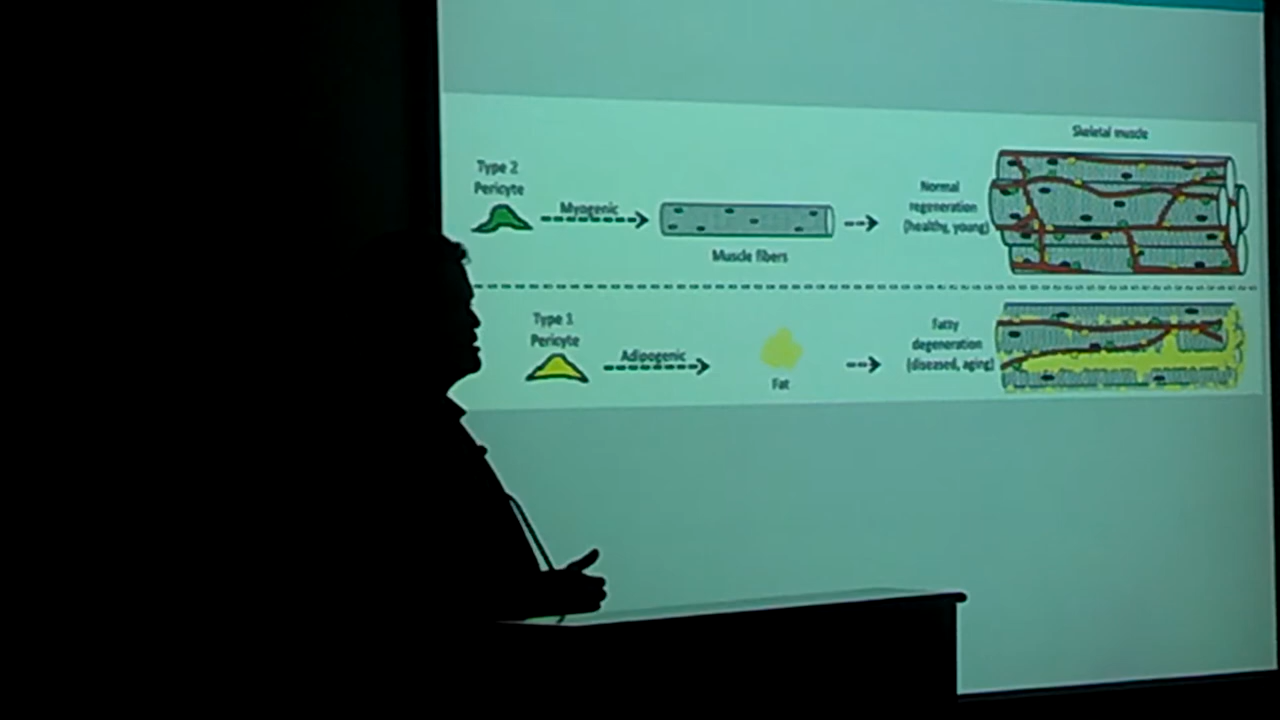 Skeletal muscle
Type 2
Pericyte
Myogenic
Muscle fibers
Normal
regeneration
(healthy, young)
Type 1
Pericyte
Adipogenic
Fat
Fatty
degeneration
(diseased, aging)